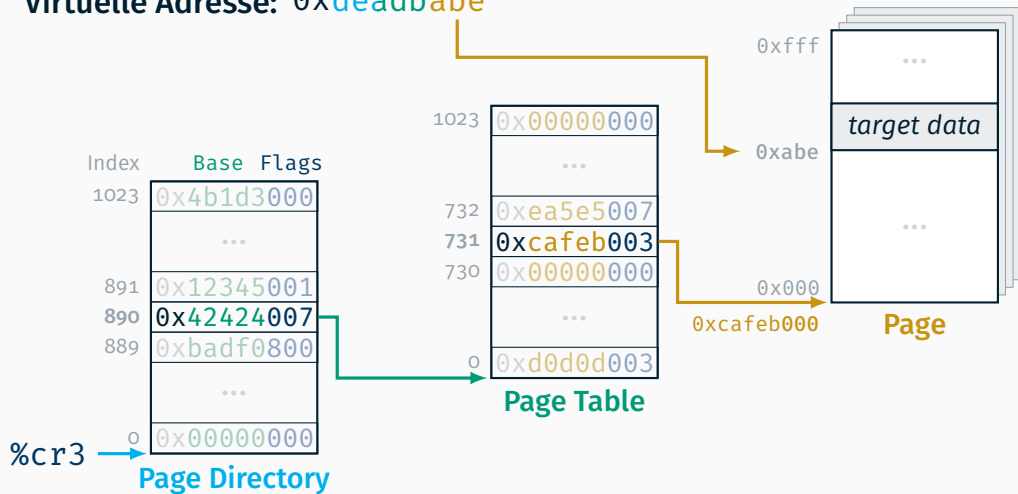 Virtuelle Adresse: 0xdeadbabe
0xfff
...
target data
0xabe
...
0x000
0xcafeb000
Page
1023 0x00000000
...
732 0xea5e5007
731 0xcafeb003
730 0x00000000
...
0 0xd0d0d003
Page Table
Index Base Flags
1023 0x4b1d3000
...
891 0x12345001
890 0x42424007
889 0xbadf0800
...
0 0x00000000
%cr3
Page Directory